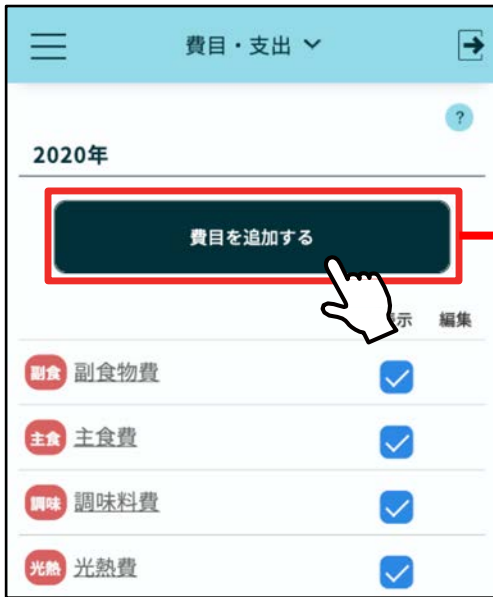 費目・支出
?
2020年
費目を追加する
示 編集
副食 副食物費
主食 主食費
調味 調味料費
光熱 光熱費